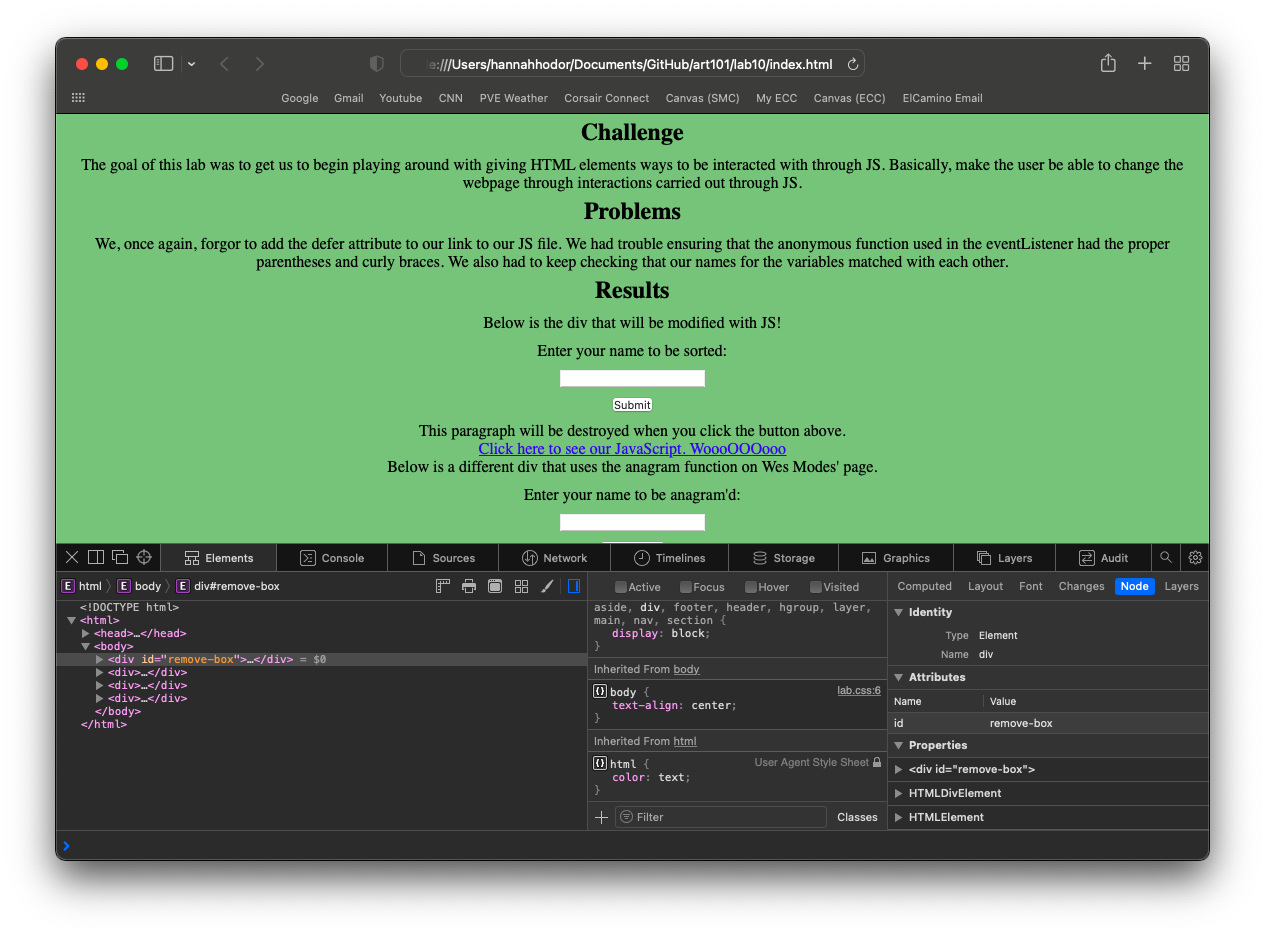 e:///Users/hannahhodor/Documents/GitHub/art101/lab10/index.html
Google Gmail Youtube CNN PVE Weather Corsair Connect Canvas (SMC) My ECC Canvas (ECC) ElCamino Email
Challenge
The goal of this lab was to get us to begin playing around with giving HTML elements ways to be interacted with through JS. Basically, make the user be able to change the
webpage through interactions carried out through JS.
Problems
We, once again, forgor to add the defer attribute to our link to our JS file. We had trouble ensuring that the anonymous function used in the eventListener had the proper
parentheses and curly braces. We also had to keep checking that our names for the variables matched with each other.
Results
Below is the div that will be modified with JS!
Enter your name to be sorted:
Submit
This paragraph will be destroyed when you click the button above.
Click here to see our JavaScript. WoooOOOooo
Below is a different div that uses the anagram function on Wes Modes' page.
Enter your name to be anagram'd:
Elements Console Sources Network Timelines Storage Graphics Layers Audit
E html E body E div#remove-box
<!DOCTYPE html>
<html>
<head>…</head>
<body>
<div id="remove-box">…</div> = $0
<div>…</div>
<div>…</div>
<div>…</div>
</body>
</html>
Active Focus Hover Visited
aside, div, footer, header, hgroup, layer,
main, nav, section {
display: block;
}
Inherited From body
body { lab.css:6
text-align: center;
}
Inherited From html
html { User Agent Style Sheet
color: text;
}
Filter Classes
Computed Layout Font Changes Node Layers
Identity
Type Element
Name div
Attributes
Name Value
id remove-box
Properties
<div id="remove-box">
HTMLDivElement
HTMLElement